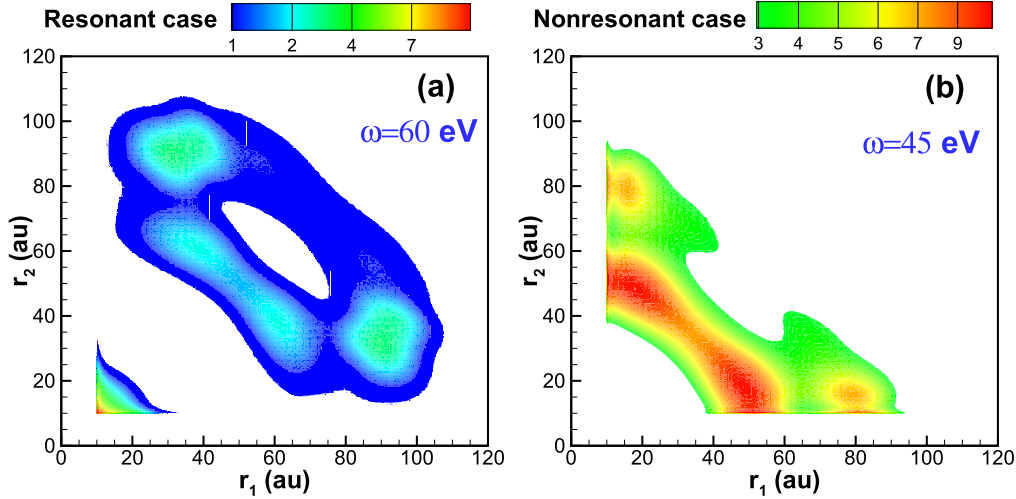 Resonant case
1 2 4 7
(a)
ω=60 eV
120
100
80
60
40
20
0
r2 (au)
0 20 40 60 80 100 120
r1 (au)
Nonresonant case
3 4 5 6 7 9
(b)
ω=45 eV
120
100
80
60
40
20
0
r2 (au)
0 20 40 60 80 100 120
r1 (au)